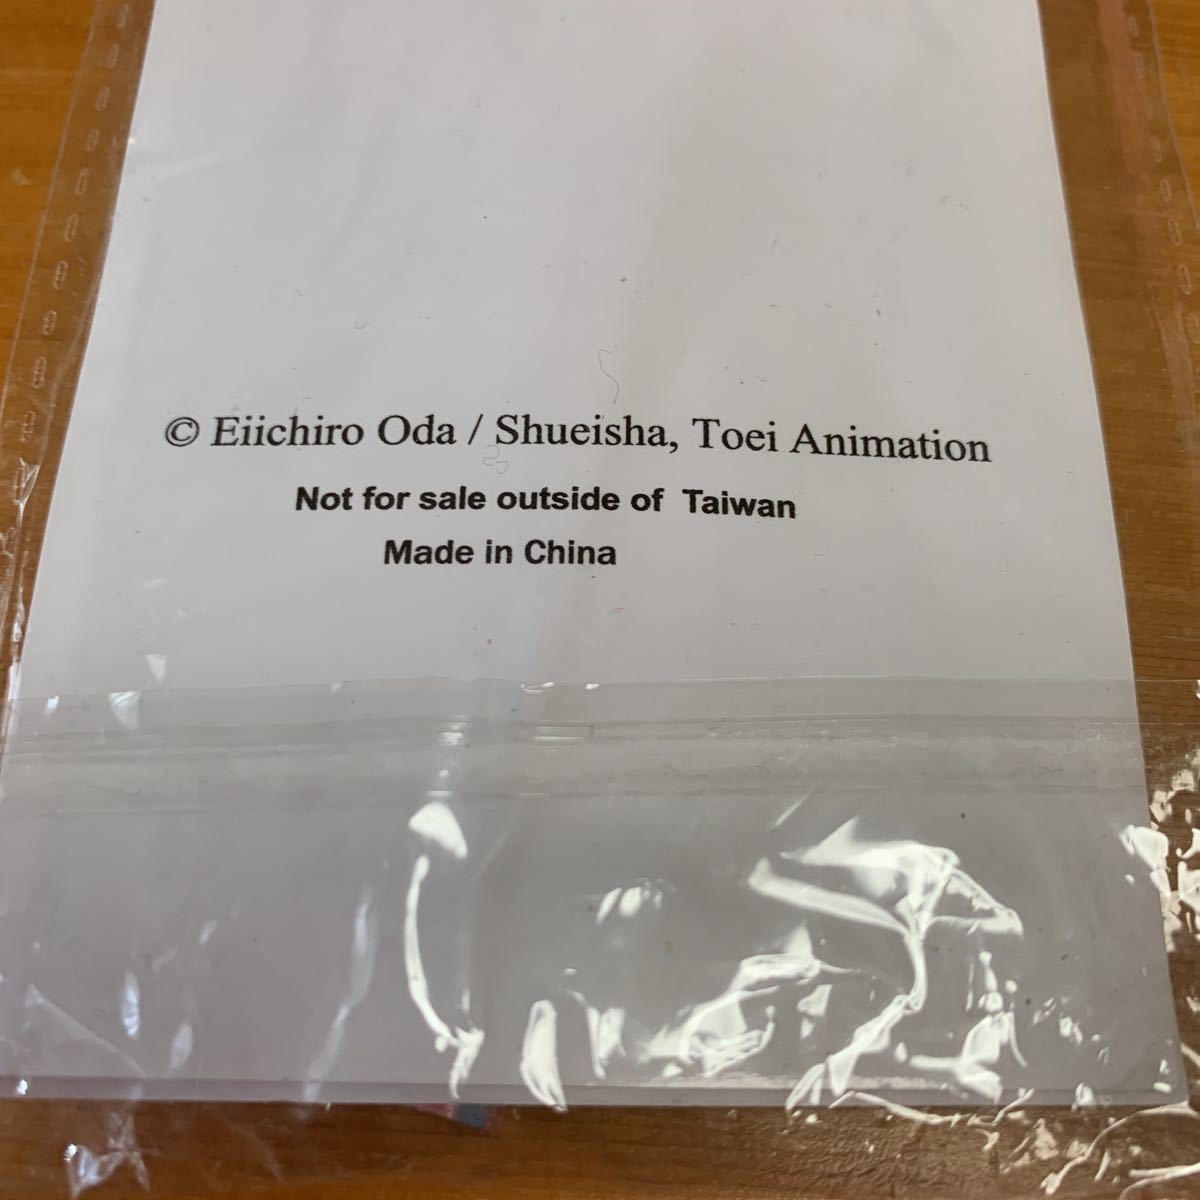 © Eiichiro Oda / Shueisha, Toei Animation
Not for sale outside of Taiwan
Made in China